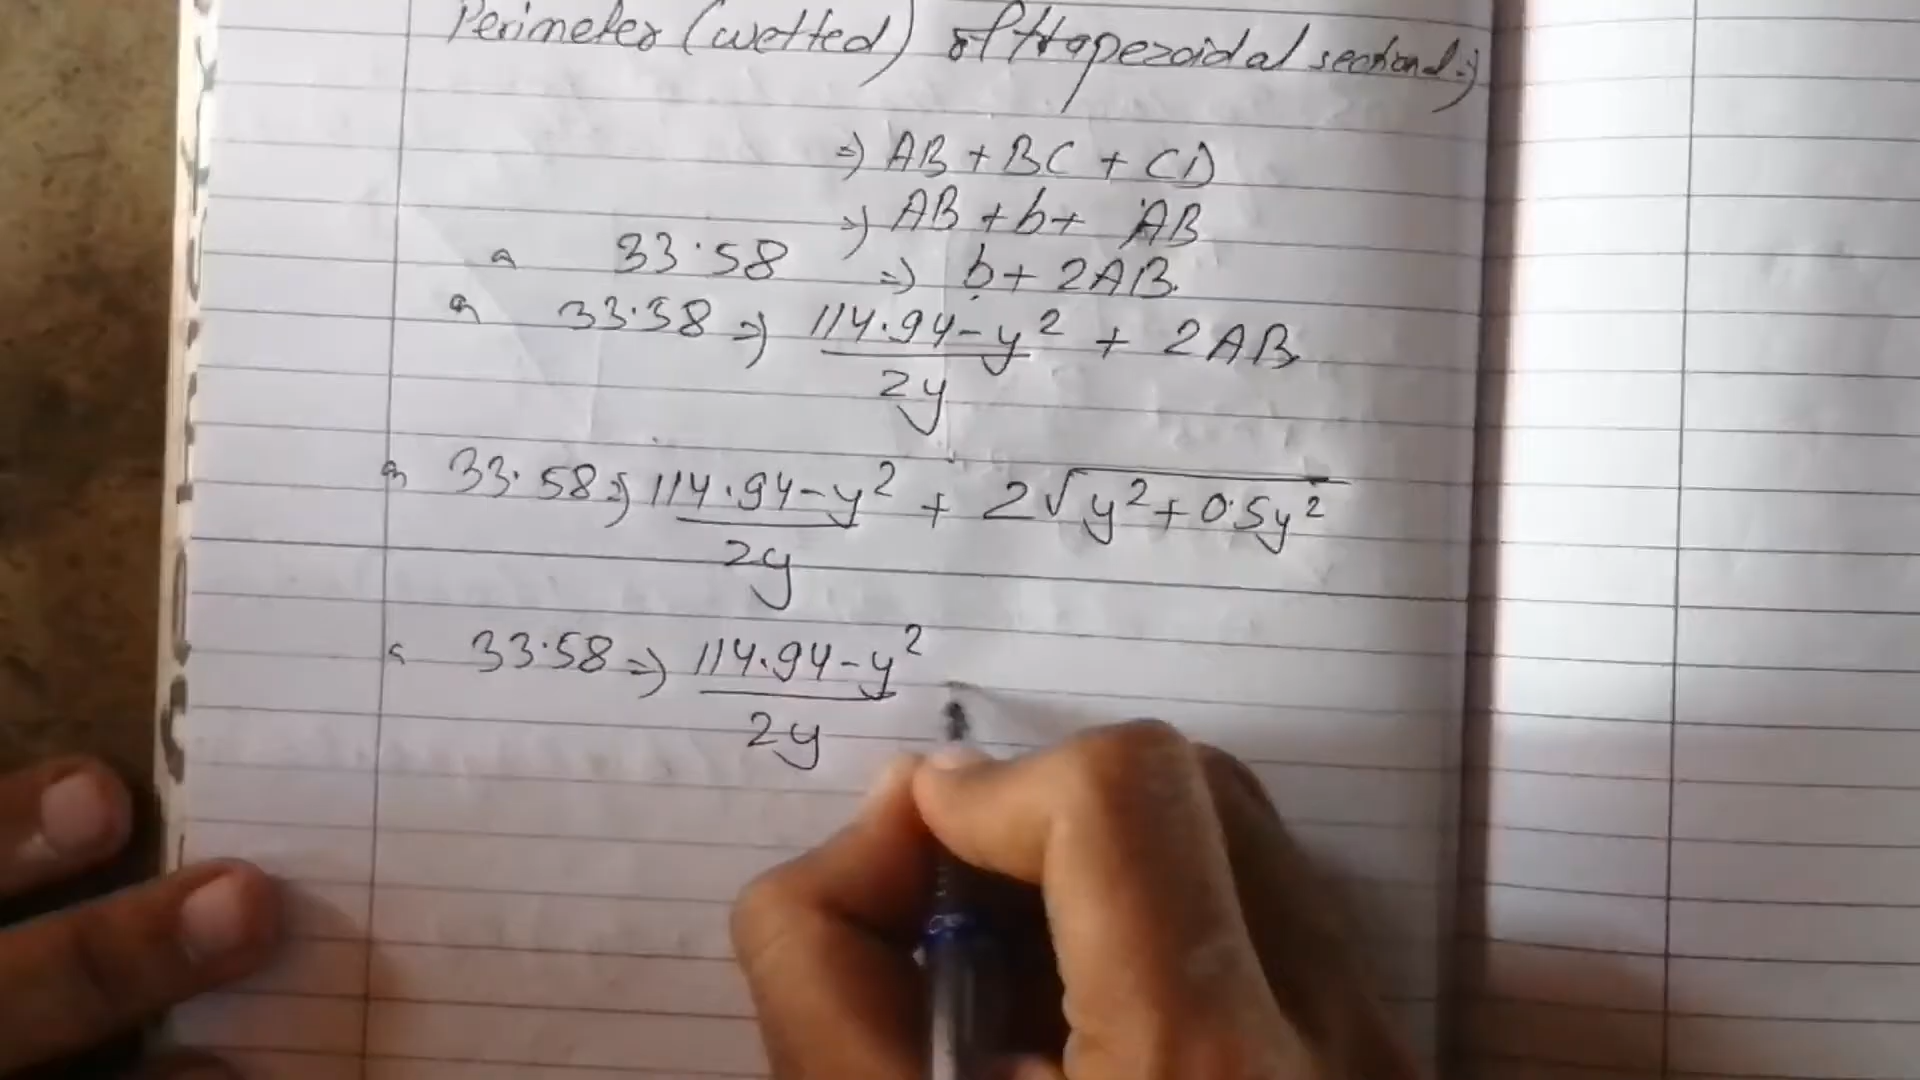 Perimeter (wetted) of trapezoidal section :-)
=) AB + BC + CD
=) AB + b + AB
33.58 =) b + 2AB.
33.58 =) 114.94-y² + 2AB
2y
33.58 =) 114.94-y² + 2√y²+0.5y²
2y
33.58 =) 114.94-y²
2y